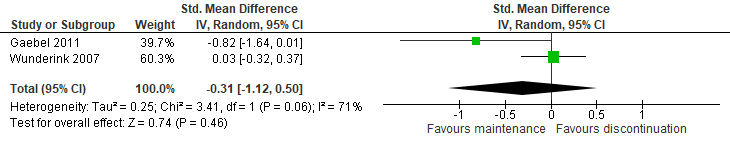 Std. Mean Difference Std. Mean Difference
Study or Subgroup Weight IV, Random, 95% CI IV, Random, 95% CI
Gaebel 2011 39.7% -0.82 [-1.64, 0.01]
Wunderink 2007 60.3% 0.03 [-0.32, 0.37]
Total (95% CI) 100.0% -0.31 [-1.12, 0.50]
Heterogeneity: Tau² = 0.25; Chi² = 3.41, df = 1 (P = 0.06); I² = 71%
Test for overall effect: Z = 0.74 (P = 0.46)
-1 -0.5 0 0.5 1
Favours maintenance Favours discontinuation